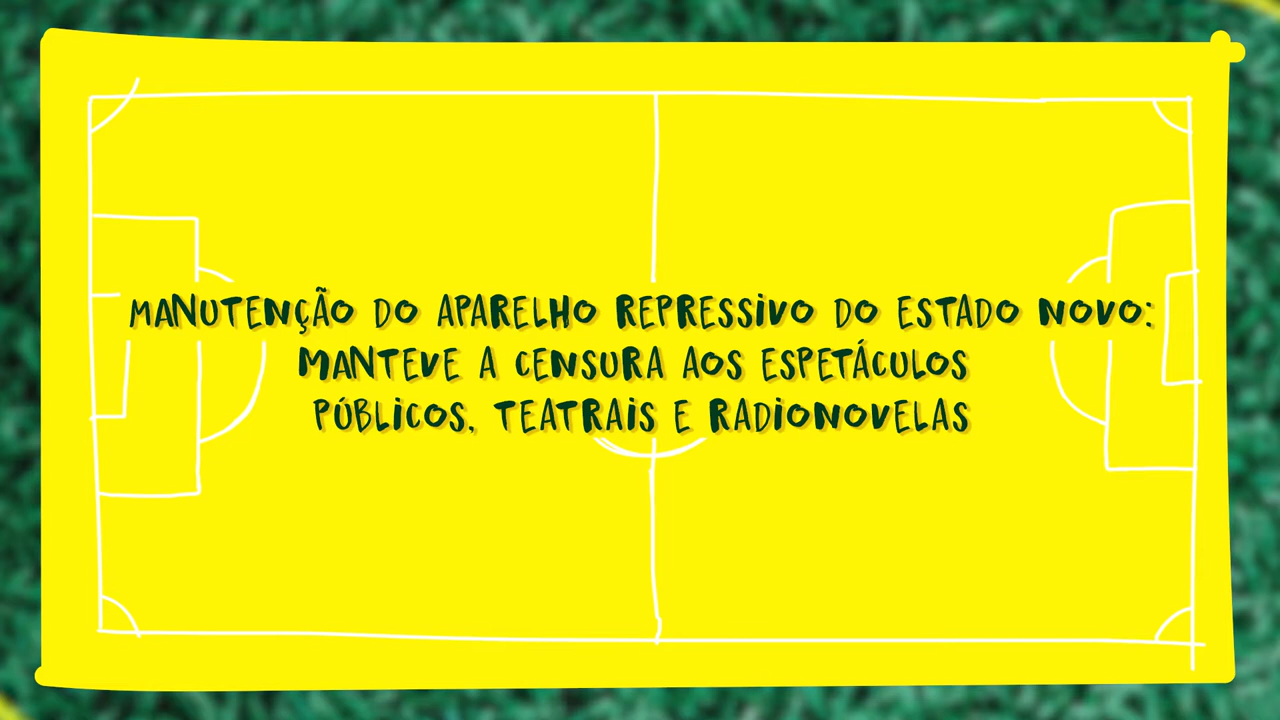 MANUTENÇÃO DO APARELHO REPRESSIVO DO ESTADO NOVO:
MANTEVE A CENSURA AOS ESPETÁCULOS
PÚBLICOS, TEATRAIS E RADIONOVELAS